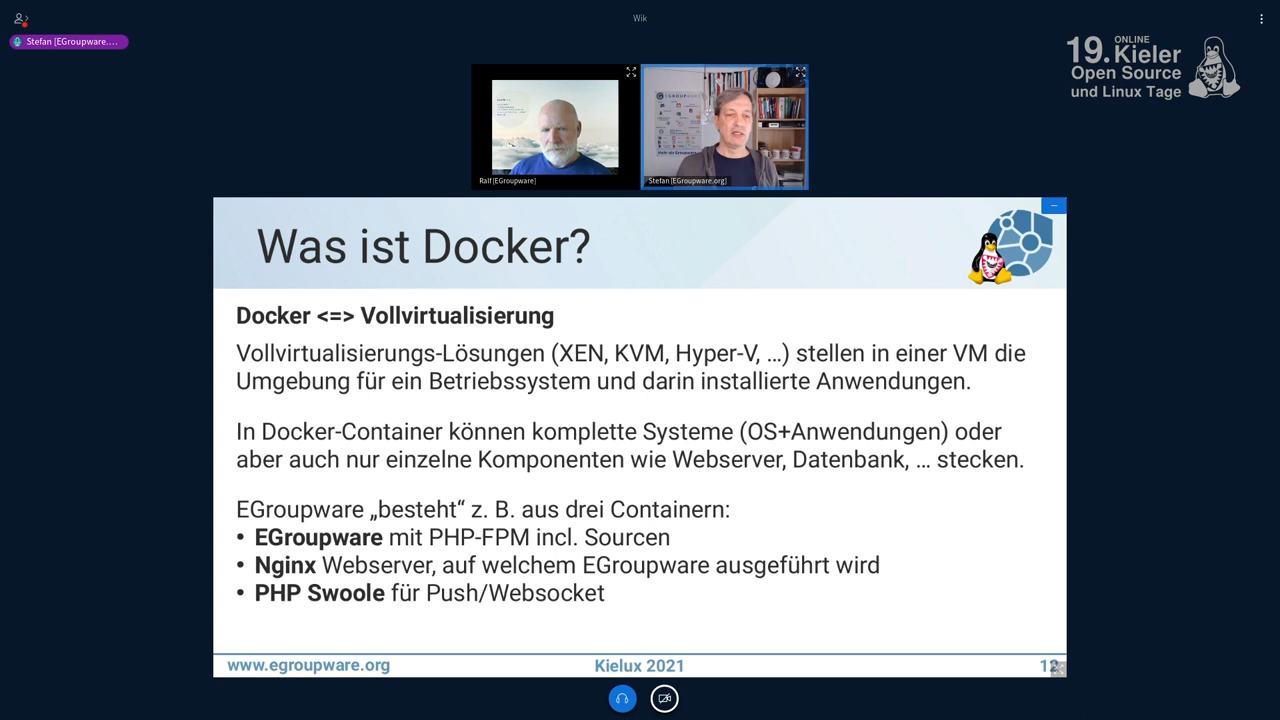 Wik
Stefan [EGroupware....
19. ONLINE Kieler
Open Source
und Linux Tage
Ralf [EGroupware]
Stefan [EGroupware.org]
Was ist Docker?
Docker <=> Vollvirtualisierung
Vollvirtualisierungs-Lösungen (XEN, KVM, Hyper-V, ...) stellen in einer VM die
Umgebung für ein Betriebssystem und darin installierte Anwendungen.
In Docker-Container können komplette Systeme (OS+Anwendungen) oder
aber auch nur einzelne Komponenten wie Webserver, Datenbank, ... stecken.
EGroupware „besteht“ z. B. aus drei Containern:
• EGroupware mit PHP-FPM incl. Sourcen
• Nginx Webserver, auf welchem EGroupware ausgeführt wird
• PHP Swoole für Push/Websocket
www.egroupware.org
Kielux 2021
12